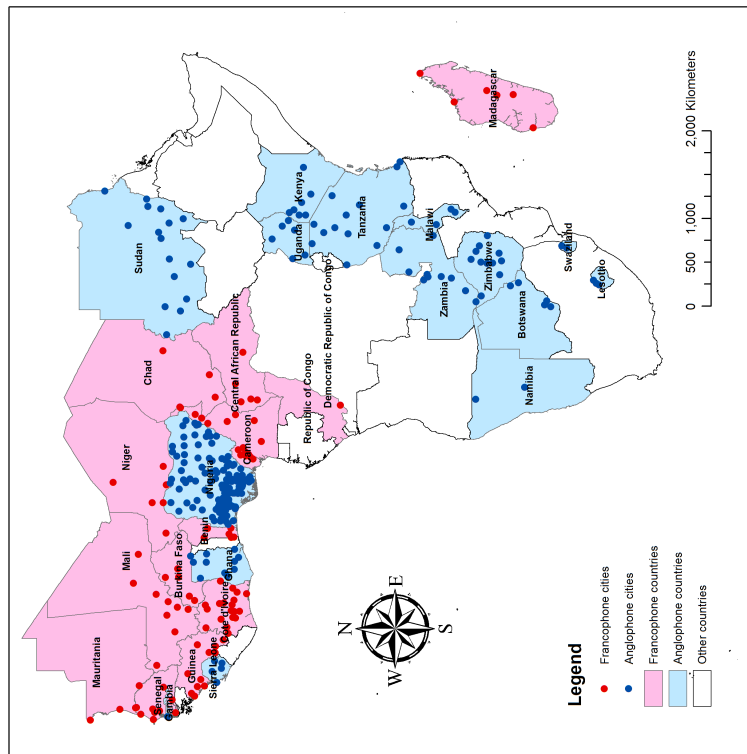 Mauritania
Mali
Niger
Chad
Sudan
Senegal
Gambia
Guinea
Sierra Leone
Cote d'Ivoire
Burkina Faso
Ghana
Benin
Nigeria
Cameroon
Central African Republic
Republic of Congo
Democratic Republic of Congo
Uganda
Kenya
Tanzania
Malawi
Zambia
Zimbabwe
Botswana
Namibia
Swaziland
Lesotho
Madagascar
N
E
S
W
Legend
Francophone cities
Anglophone cities
Francophone countries
Anglophone countries
Other countries
0 500 1,000 2,000 Kilometers